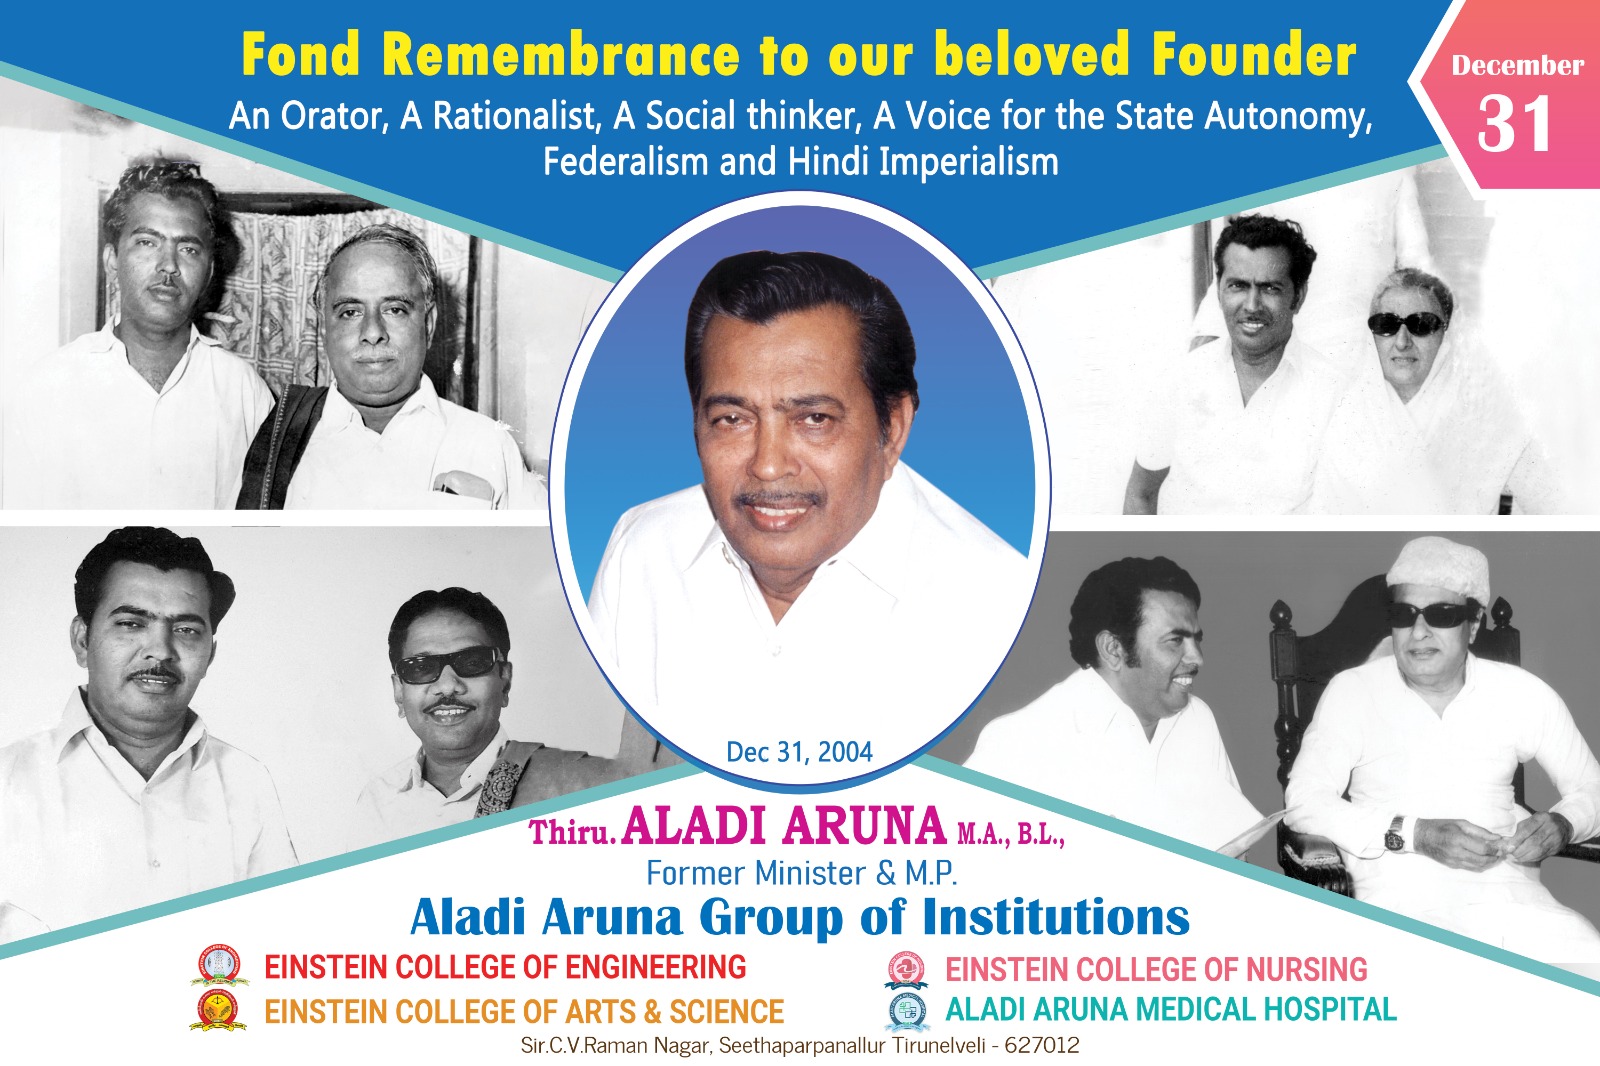 Fond Remembrance to our beloved Founder
An Orator, A Rationalist, A Social thinker, A Voice for the State Autonomy,
Federalism and Hindi Imperialism
December
31
Dec 31, 2004
Thiru. ALADI ARUNA M.A., B.L.,
Former Minister & M.P.
Aladi Aruna Group of Institutions
EINSTEIN COLLEGE OF ENGINEERING
EINSTEIN COLLEGE OF NURSING
EINSTEIN COLLEGE OF ARTS & SCIENCE
ALADI ARUNA MEDICAL HOSPITAL
Sir.C.V.Raman Nagar, Seethaparpanallur Tirunelveli - 627012